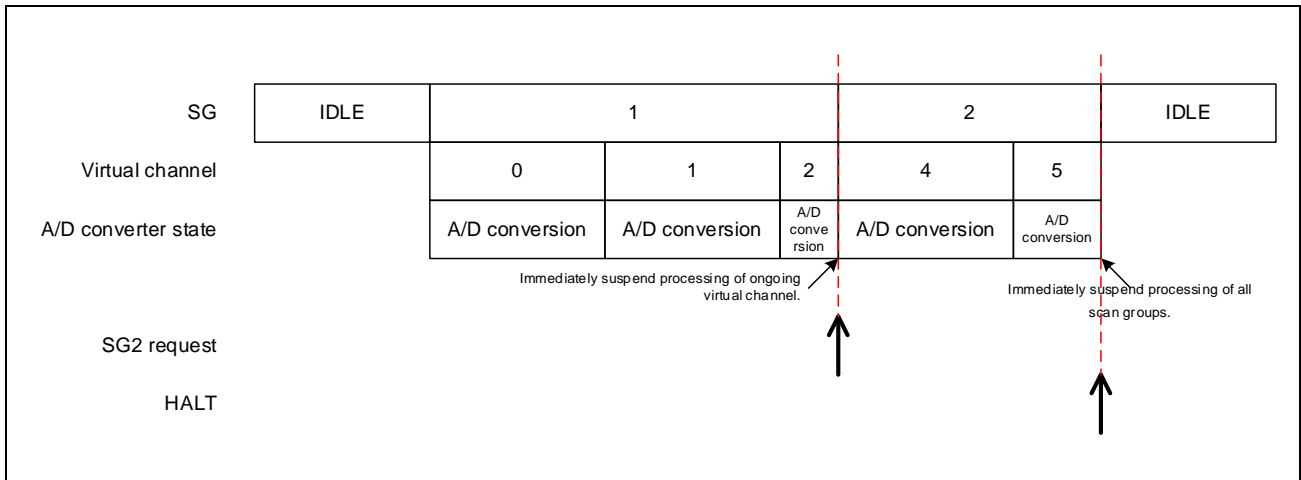 SG IDLE 1 2 IDLE
Virtual channel 0 1 2 4 5
A/D converter state A/D conversion A/D conversion A/D
conve
rsion A/D conversion A/D
conversion
Immediately suspend processing of ongoing
virtual channel.
Immediately suspend processing of all
scan groups.
SG2 request
HALT